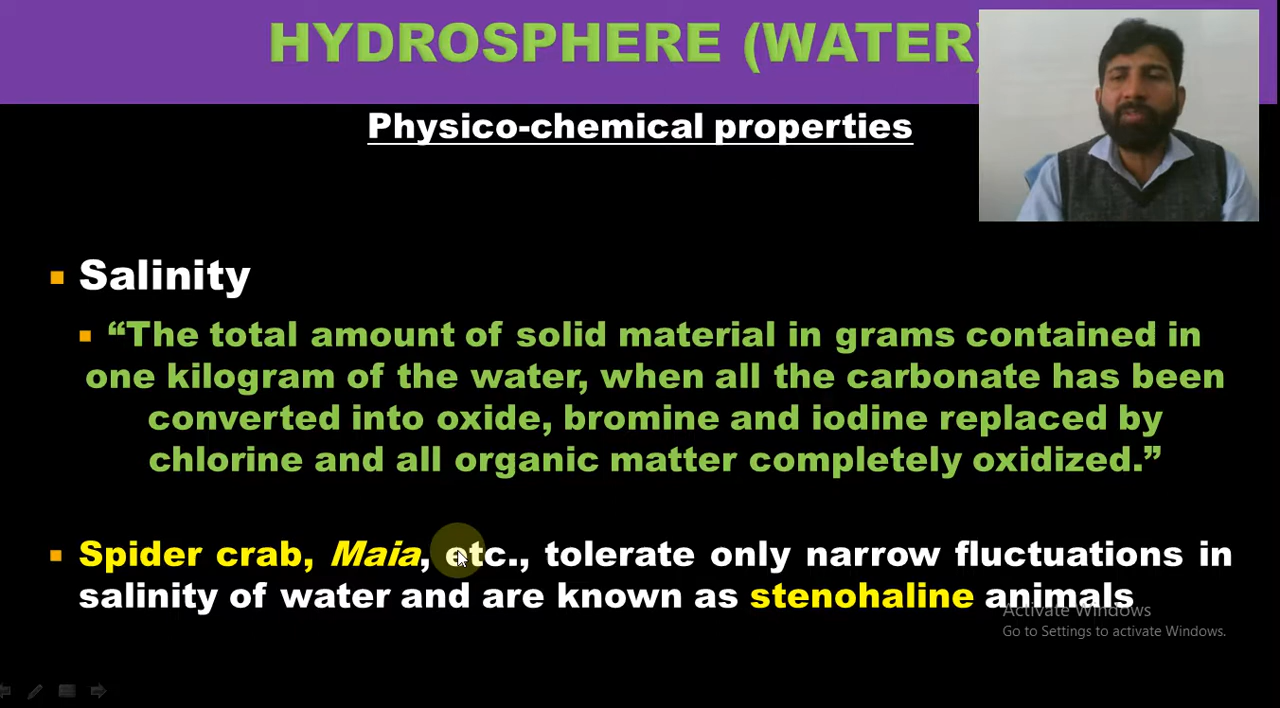 HYDROSPHERE (WATER)
Physico-chemical properties
Salinity
“The total amount of solid material in grams contained in
one kilogram of the water, when all the carbonate has been
converted into oxide, bromine and iodine replaced by
chlorine and all organic matter completely oxidized.”
Spider crab, Maia, etc., tolerate only narrow fluctuations in
salinity of water and are known as stenohaline animals
Activate Windows
Go to Settings to activate Windows.